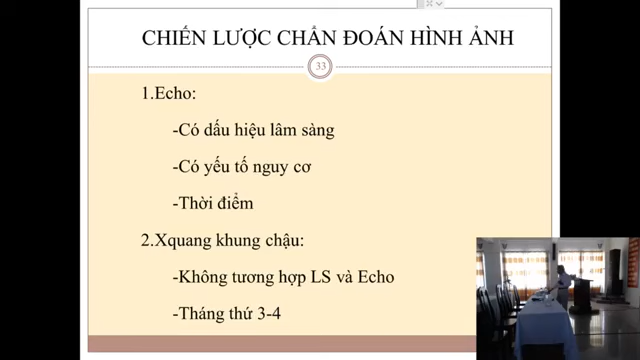 CHIẾN LƯỢC CHẨN ĐOÁN HÌNH ẢNH
33
1.Echo:
-Có dấu hiệu lâm sàng
-Có yếu tố nguy cơ
-Thời điểm
2.Xquang khung chậu:
-Không tương hợp LS và Echo
-Tháng thứ 3-4